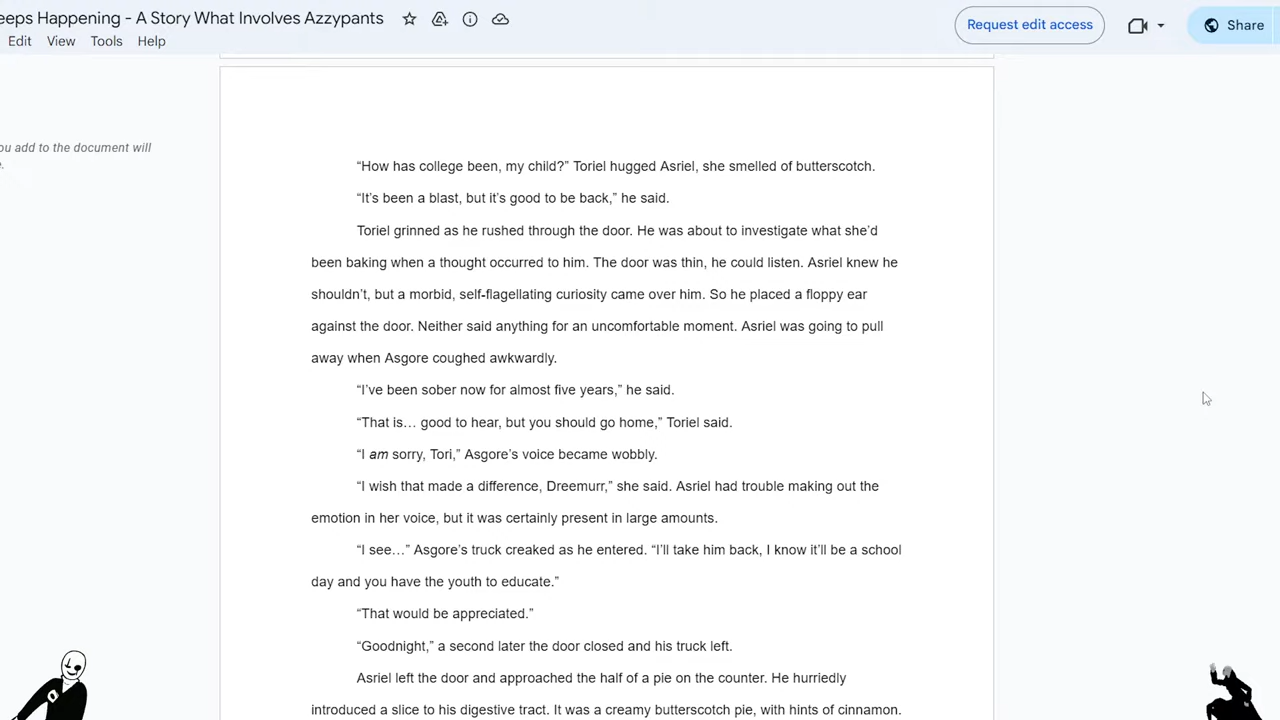 eeps Happening - A Story What Involves Azzypants
Request edit access
Share
Edit View Tools Help
ou add to the document will
e.
“How has college been, my child?” Toriel hugged Asriel, she smelled of butterscotch.
“It’s been a blast, but it’s good to be back,” he said.
Toriel grinned as he rushed through the door. He was about to investigate what she’d
been baking when a thought occurred to him. The door was thin, he could listen. Asriel knew he
shouldn’t, but a morbid, self-flagellating curiosity came over him. So he placed a floppy ear
against the door. Neither said anything for an uncomfortable moment. Asriel was going to pull
away when Asgore coughed awkwardly.
“I’ve been sober now for almost five years,” he said.
“That is… good to hear, but you should go home,” Toriel said.
“I am sorry, Tori,” Asgore’s voice became wobbly.
“I wish that made a difference, Dreemurr,” she said. Asriel had trouble making out the
emotion in her voice, but it was certainly present in large amounts.
“I see…” Asgore’s truck creaked as he entered. “I’ll take him back, I know it’ll be a school
day and you have the youth to educate.”
“That would be appreciated.”
“Goodnight,” a second later the door closed and his truck left.
Asriel left the door and approached the half of a pie on the counter. He hurriedly
introduced a slice to his digestive tract. It was a creamy butterscotch pie, with hints of cinnamon.